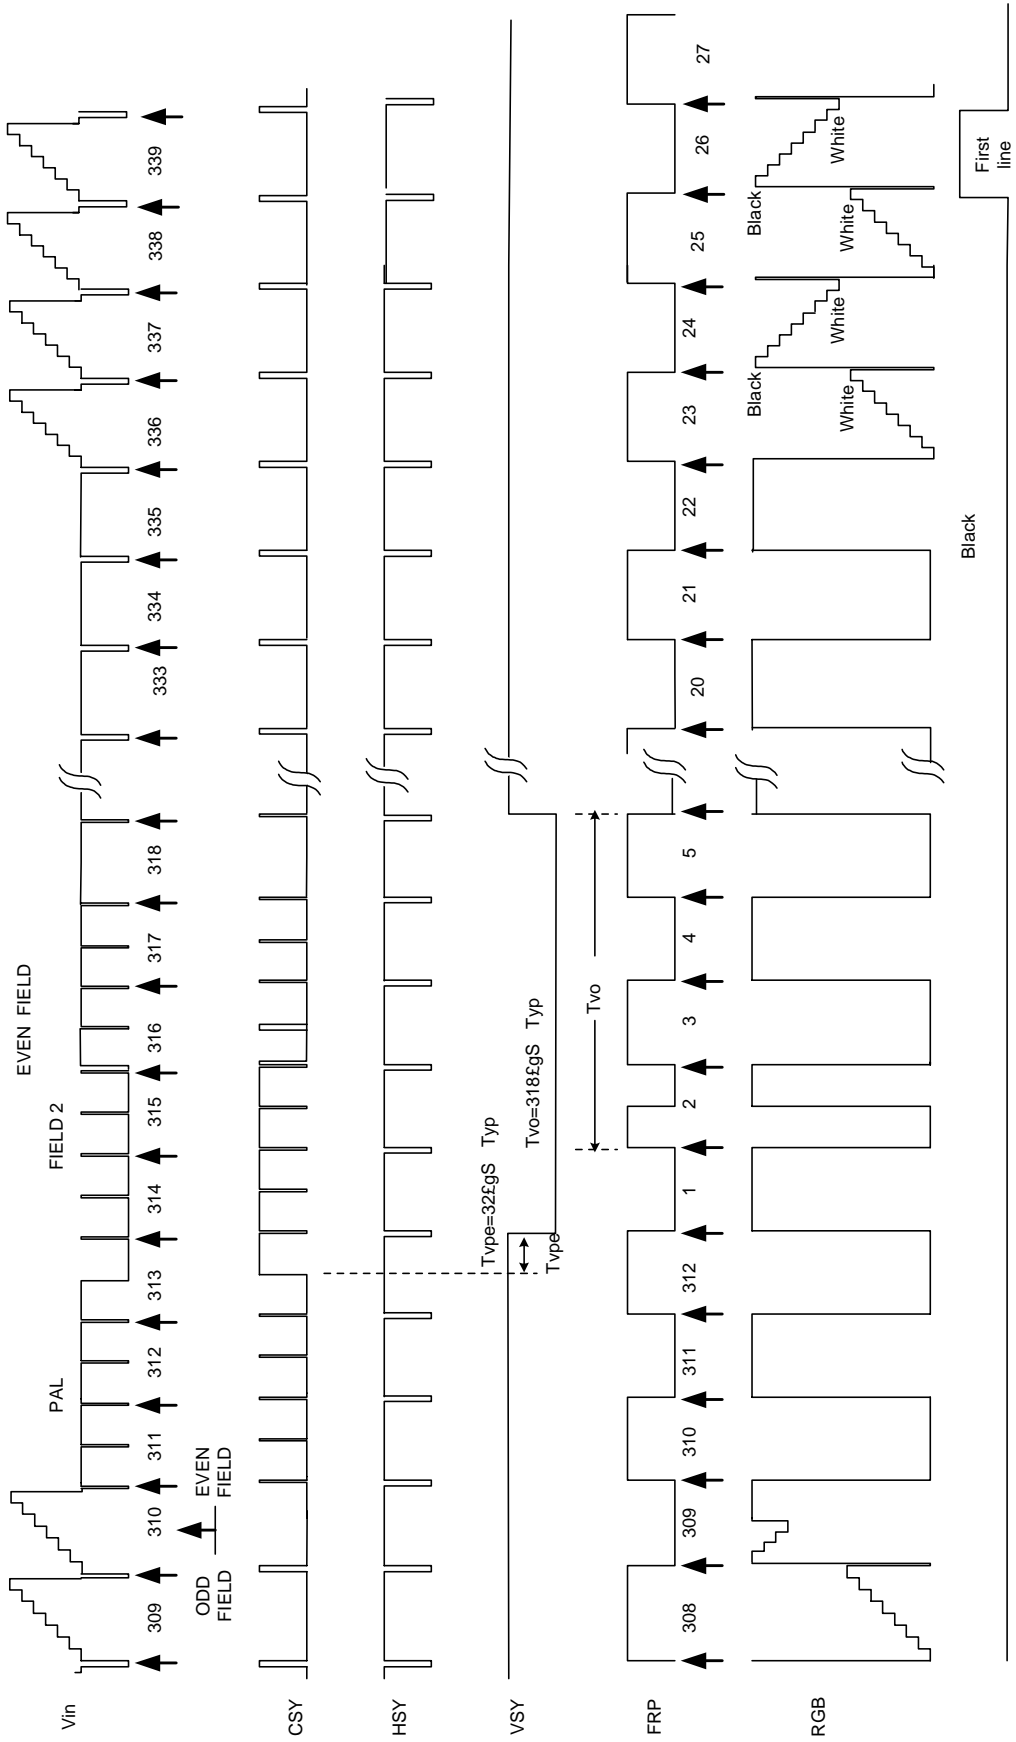 EVEN FIELD
PAL
FIELD 2
Vin
309
310
311
312
313
314
315
316
317
318
333
334
335
336
337
338
339
ODD
FIELD
EVEN
FIELD
CSY
HSY
VSY
Tvpe=32£gS Typ
Tvo=318£gS Typ
Tvpe
Tvo
FRP
308
309
310
311
312
1
2
3
4
5
20
21
22
23
24
25
26
27
RGB
White
Black
White
White
Black
White
Black
First
line